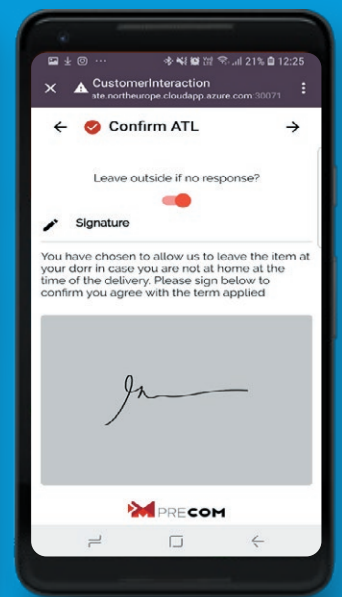 21% 12:25
CustomerInteraction
ate.northeurope.cloudapp.azure.com:30071
Confirm ATL
Leave outside if no response?
Signature
You have chosen to allow us to leave the item at
your dorr in case you are not at home at the
time of the delivery. Please sign below to
confirm you agree with the term applied
PRECOM